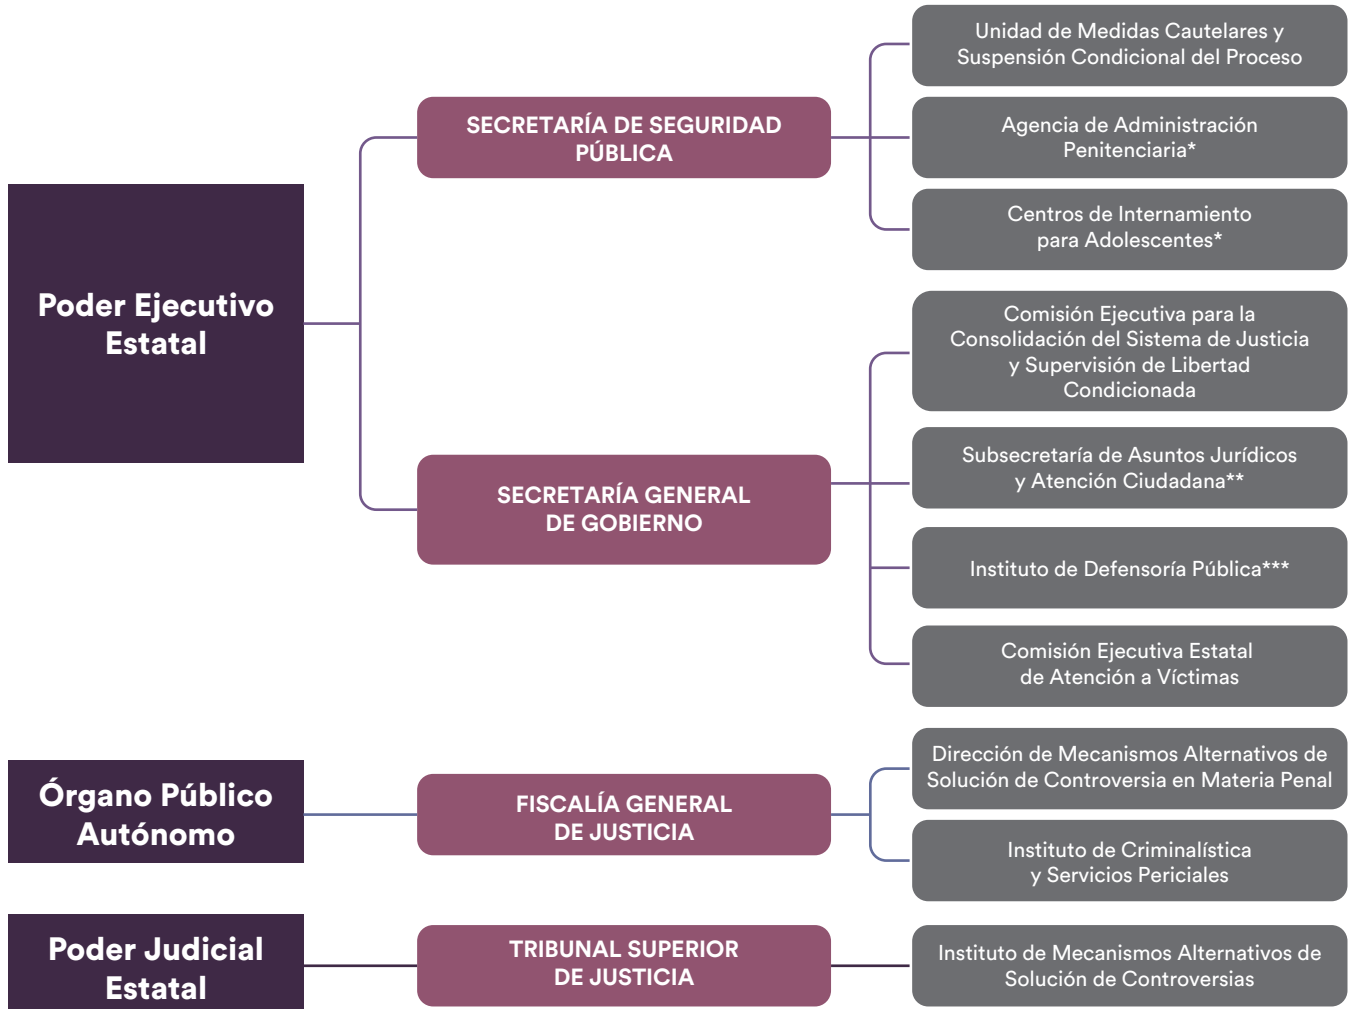 Poder Ejecutivo
Estatal
SECRETARÍA DE SEGURIDAD
PÚBLICA
Unidad de Medidas Cautelares y
Suspensión Condicional del Proceso
Agencia de Administración
Penitenciaria*
Centros de Internamiento
para Adolescentes*
SECRETARÍA GENERAL
DE GOBIERNO
Comisión Ejecutiva para la
Consolidación del Sistema de Justicia
y Supervisión de Libertad
Condicionada
Subsecretaría de Asuntos Jurídicos
y Atención Ciudadana**
Instituto de Defensoría Pública***
Comisión Ejecutiva Estatal
de Atención a Víctimas
Órgano Público
Autónomo
FISCALÍA GENERAL
DE JUSTICIA
Dirección de Mecanismos Alternativos de
Solución de Controversia en Materia Penal
Instituto de Criminalística
y Servicios Periciales
Poder Judicial
Estatal
TRIBUNAL SUPERIOR
DE JUSTICIA
Instituto de Mecanismos Alternativos de
Solución de Controversias